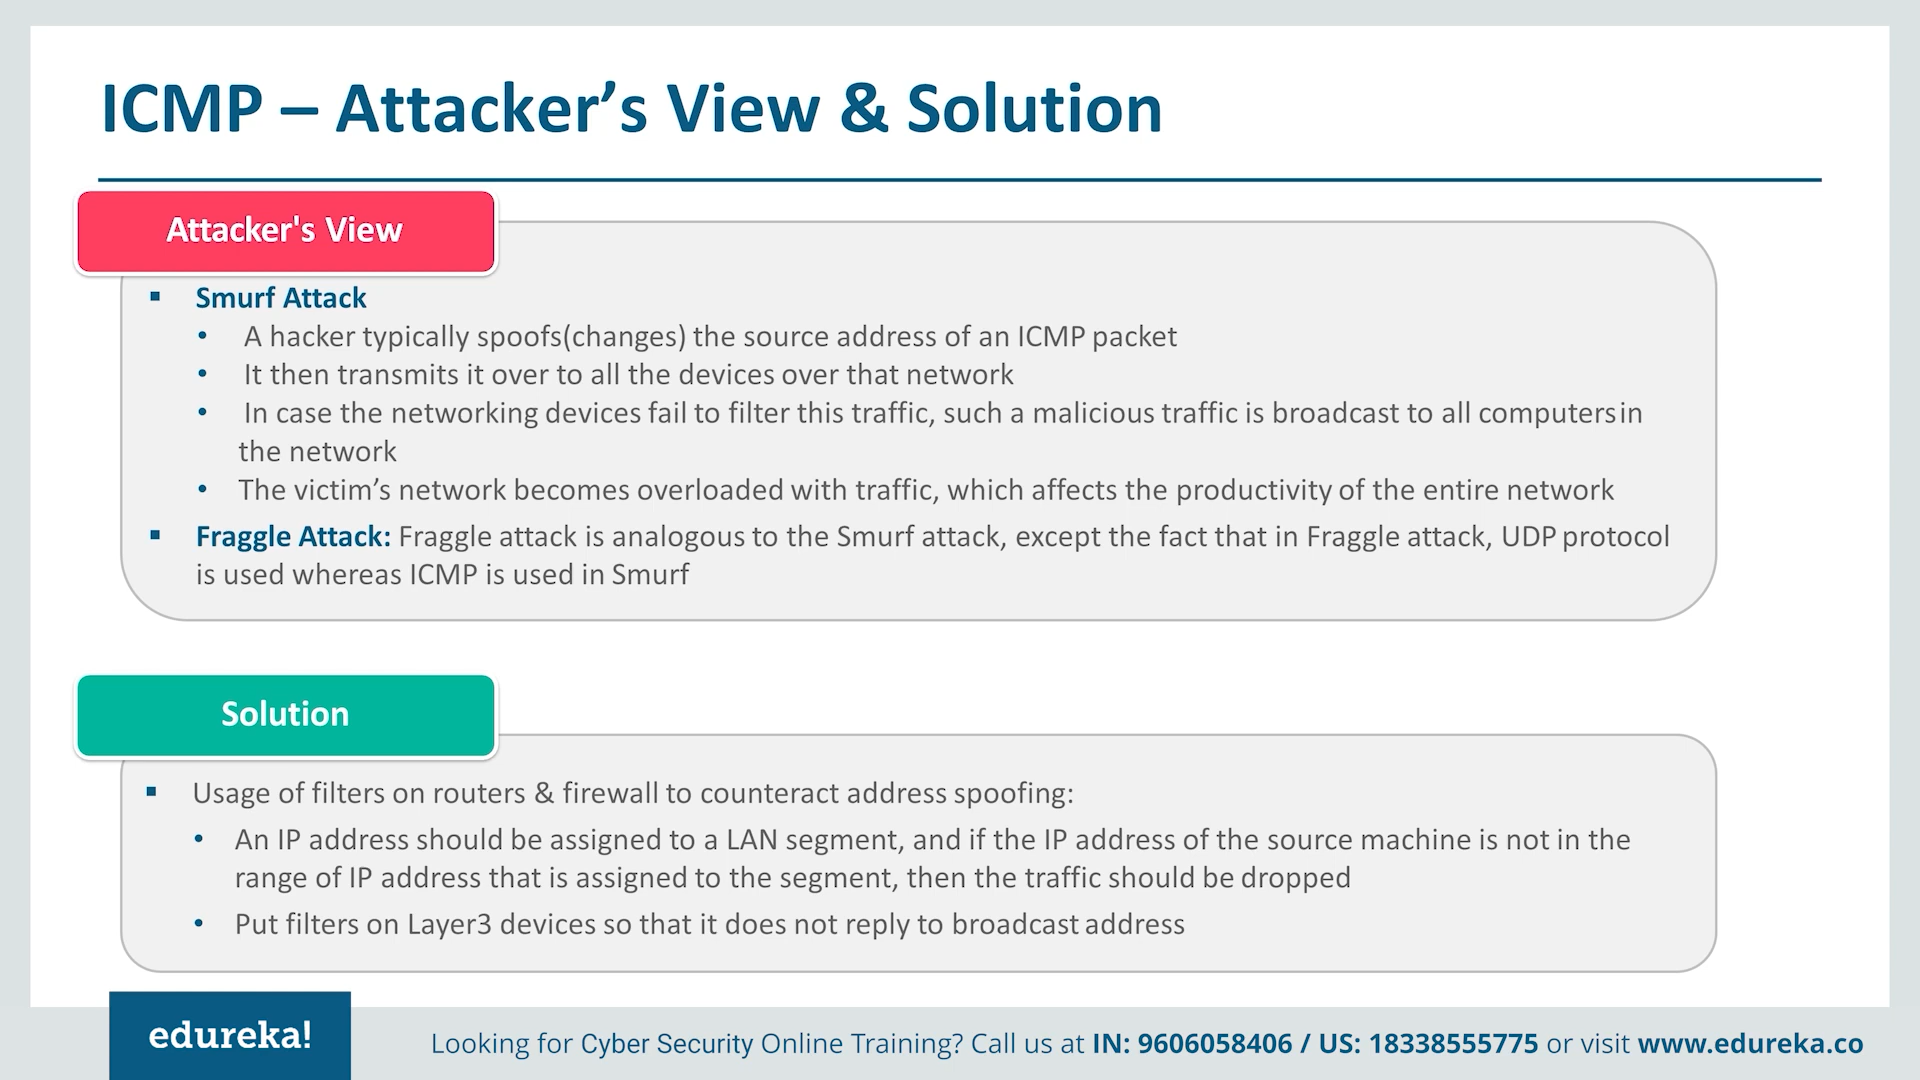 ICMP – Attacker’s View & Solution
Attacker's View
▪ Smurf Attack
• A hacker typically spoofs(changes) the source address of an ICMP packet
• It then transmits it over to all the devices over that network
• In case the networking devices fail to filter this traffic, such a malicious traffic is broadcast to all computers in
the network
• The victim’s network becomes overloaded with traffic, which affects the productivity of the entire network
▪ Fraggle Attack: Fraggle attack is analogous to the Smurf attack, except the fact that in Fraggle attack, UDP protocol
is used whereas ICMP is used in Smurf
Solution
▪ Usage of filters on routers & firewall to counteract address spoofing:
• An IP address should be assigned to a LAN segment, and if the IP address of the source machine is not in the
range of IP address that is assigned to the segment, then the traffic should be dropped
• Put filters on Layer3 devices so that it does not reply to broadcast address
edureka!
Looking for Cyber Security Online Training? Call us at IN: 9606058406 / US: 18338555775 or visit www.edureka.co